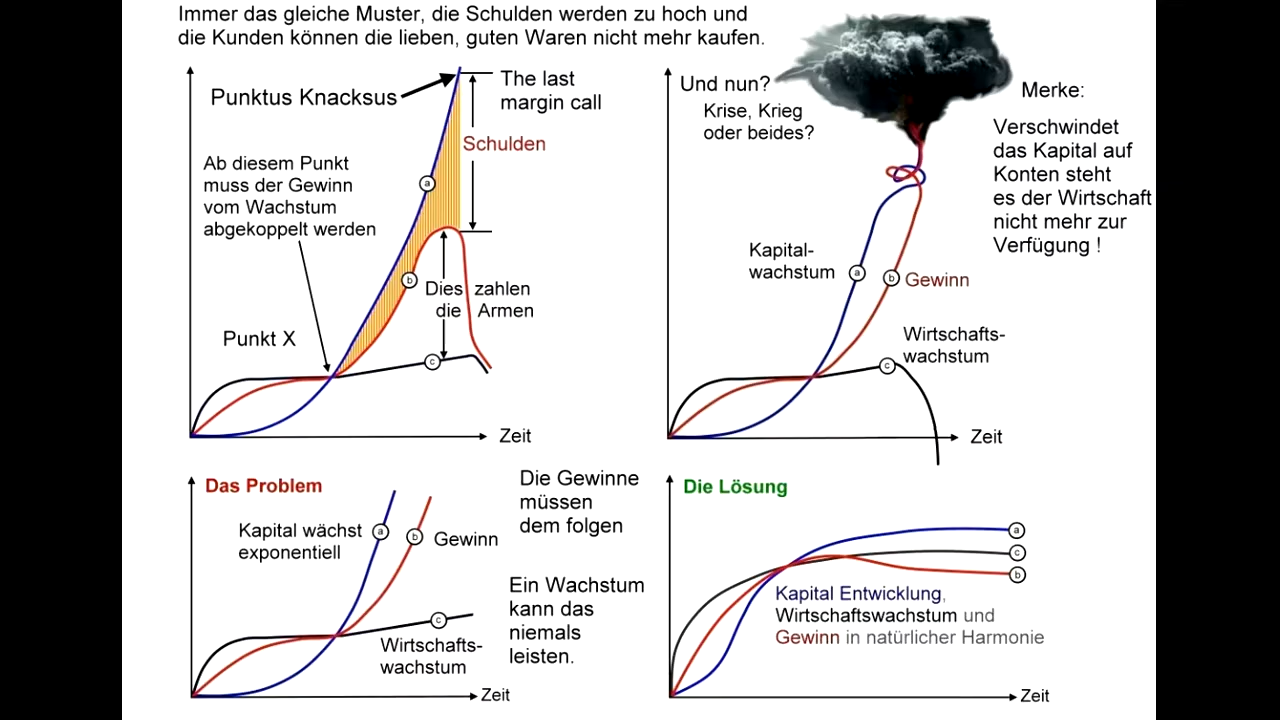 Immer das gleiche Muster, die Schulden werden zu hoch und
die Kunden können die lieben, guten Waren nicht mehr kaufen.
Punktus Knacksus
The last
margin call
Schulden
Ab diesem Punkt
muss der Gewinn
vom Wachstum
abgekoppelt werden
a
b
Dies zahlen
die Armen
Punkt X
c
Zeit
Und nun?
Krise, Krieg
oder beides?
Merke:
Verschwindet
das Kapital auf
Konten steht
es der Wirtschaft
nicht mehr zur
Verfügung !
Kapital-
wachstum
a
b
Gewinn
Wirtschafts-
wachstum
c
Zeit
Das Problem
Kapital wächst
exponentiell
a
b
Gewinn
c
Wirtschafts-
wachstum
Zeit
Die Gewinne
müssen
dem folgen
Ein Wachstum
kann das
niemals
leisten.
Die Lösung
a
c
b
Kapital Entwicklung,
Wirtschaftswachstum und
Gewinn in natürlicher Harmonie
Zeit